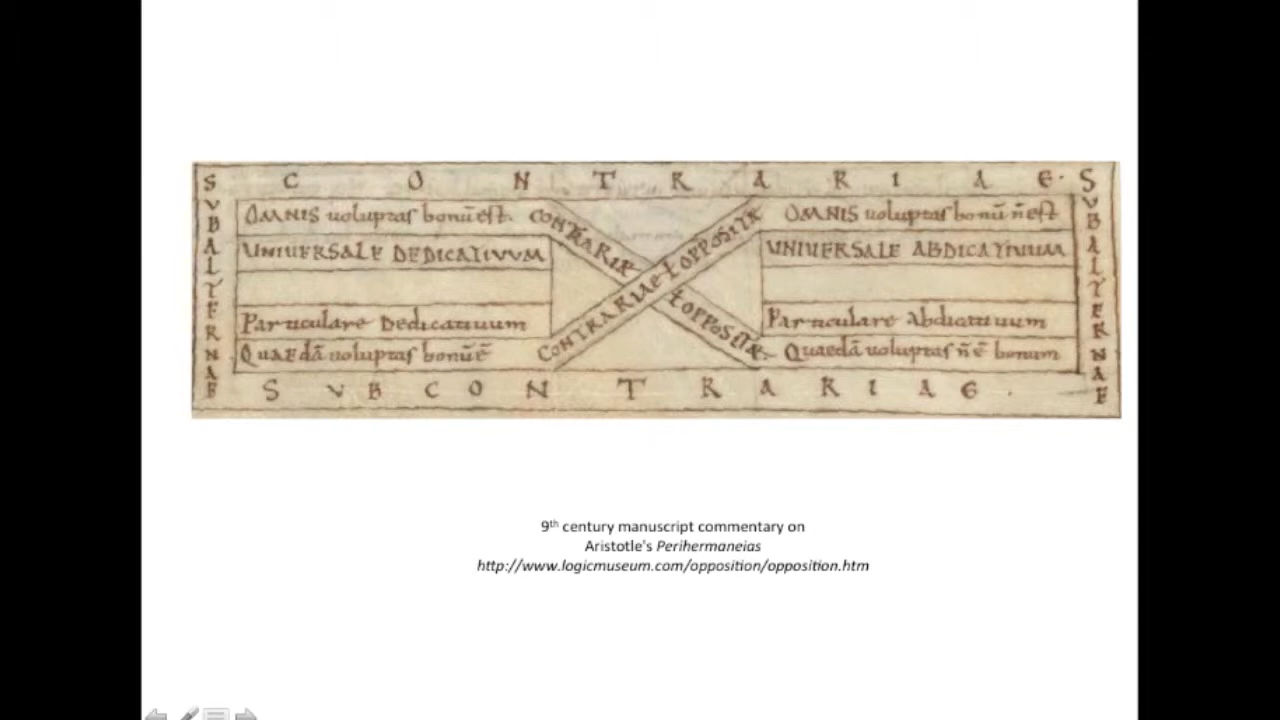 CONTRARIAE.
SUBALTERNAE
SVBALTERNAE
OMNIS uoluptas bonū est.
OMNIS uoluptas bonū n̄ est
UNIUERSALE DEDICATIVVM
UNIUERSALE ABDICATIUUM
CONTRARIAE ł OPPOSITAE
CONTRARIAE ł OPPOSITAE
Particulare Dedicatiuum
Particulare Abdicatiuum
Quaedā uoluptas bonū ē
Quaedā uoluptas n̄ ē bonum
SVBCONTRARIAE
9th century manuscript commentary on
Aristotle's Perihermaneias
http://www.logicmuseum.com/opposition/opposition.htm